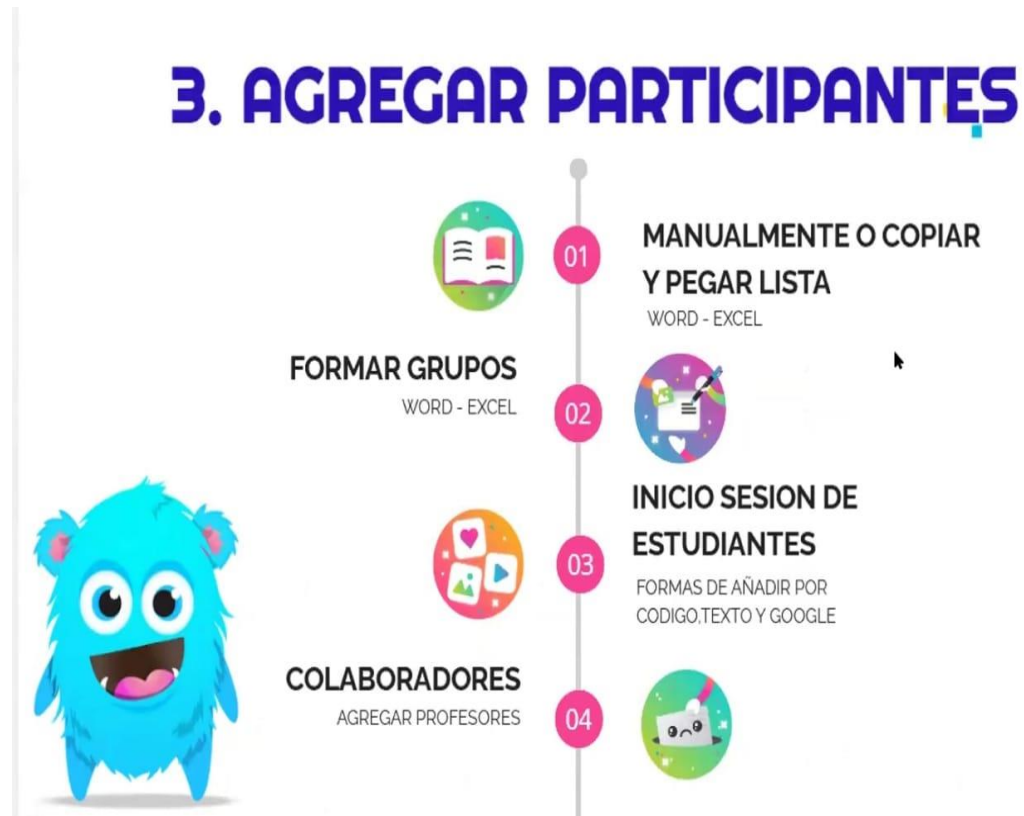 3. AGREGAR PARTICIPANTES
01
MANUALMENTE O COPIAR
Y PEGAR LISTA
WORD - EXCEL
FORMAR GRUPOS
WORD - EXCEL
02
INICIO SESION DE
ESTUDIANTES
03
FORMAS DE AÑADIR POR
CODIGO,TEXTO Y GOOGLE
COLABORADORES
AGREGAR PROFESORES
04